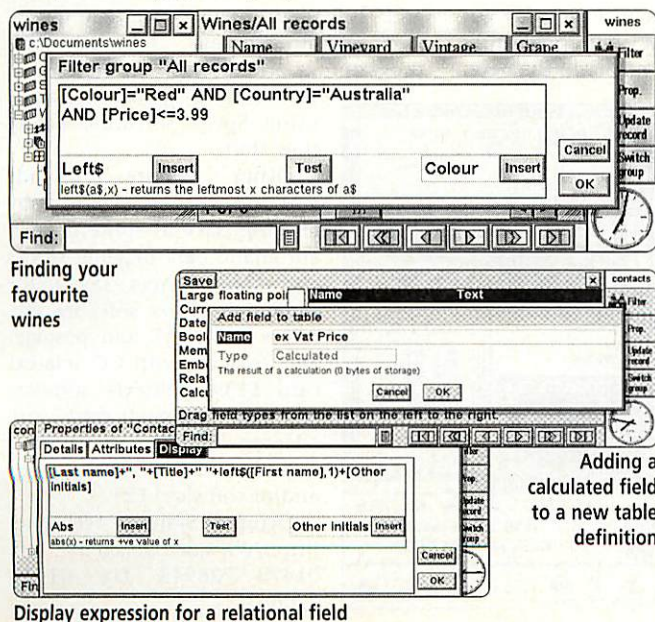 wines
Wines/All records
wines
c:\Documents\wines
Name Vineyard Vintage Grape
Filter
Filter group "All records"
[Colour]="Red" AND [Country]="Australia"
AND [Price]<=3.99
Prop.
Update
record
Cancel
Switch
group
Left$ Insert Test Colour Insert
left$(a$,x) - returns the leftmost x characters of a$
OK
Find:
Finding your
favourite
wines
Save
contacts
Large floating poi
Name Text
Filter
Add field to table
Name ex Vat Price
Prop.
Type Calculated
The result of a calculation (0 bytes of storage)
Update
record
Cancel OK
Switch
group
Drag field types from the list on the left to the right.
Find:
Adding a
calculated field
to a new table
definition
con
Properties of "Contac
Details Attributes Display
[Last name]+", "+[Title]+" "+left$([First name],1)+[Other
initials]
Prop.
Update
record
Abs Insert Test Other initials Insert
abs(x) - returns +ve value of x
Switch
group
Cancel
OK
Fin
Display expression for a relational field